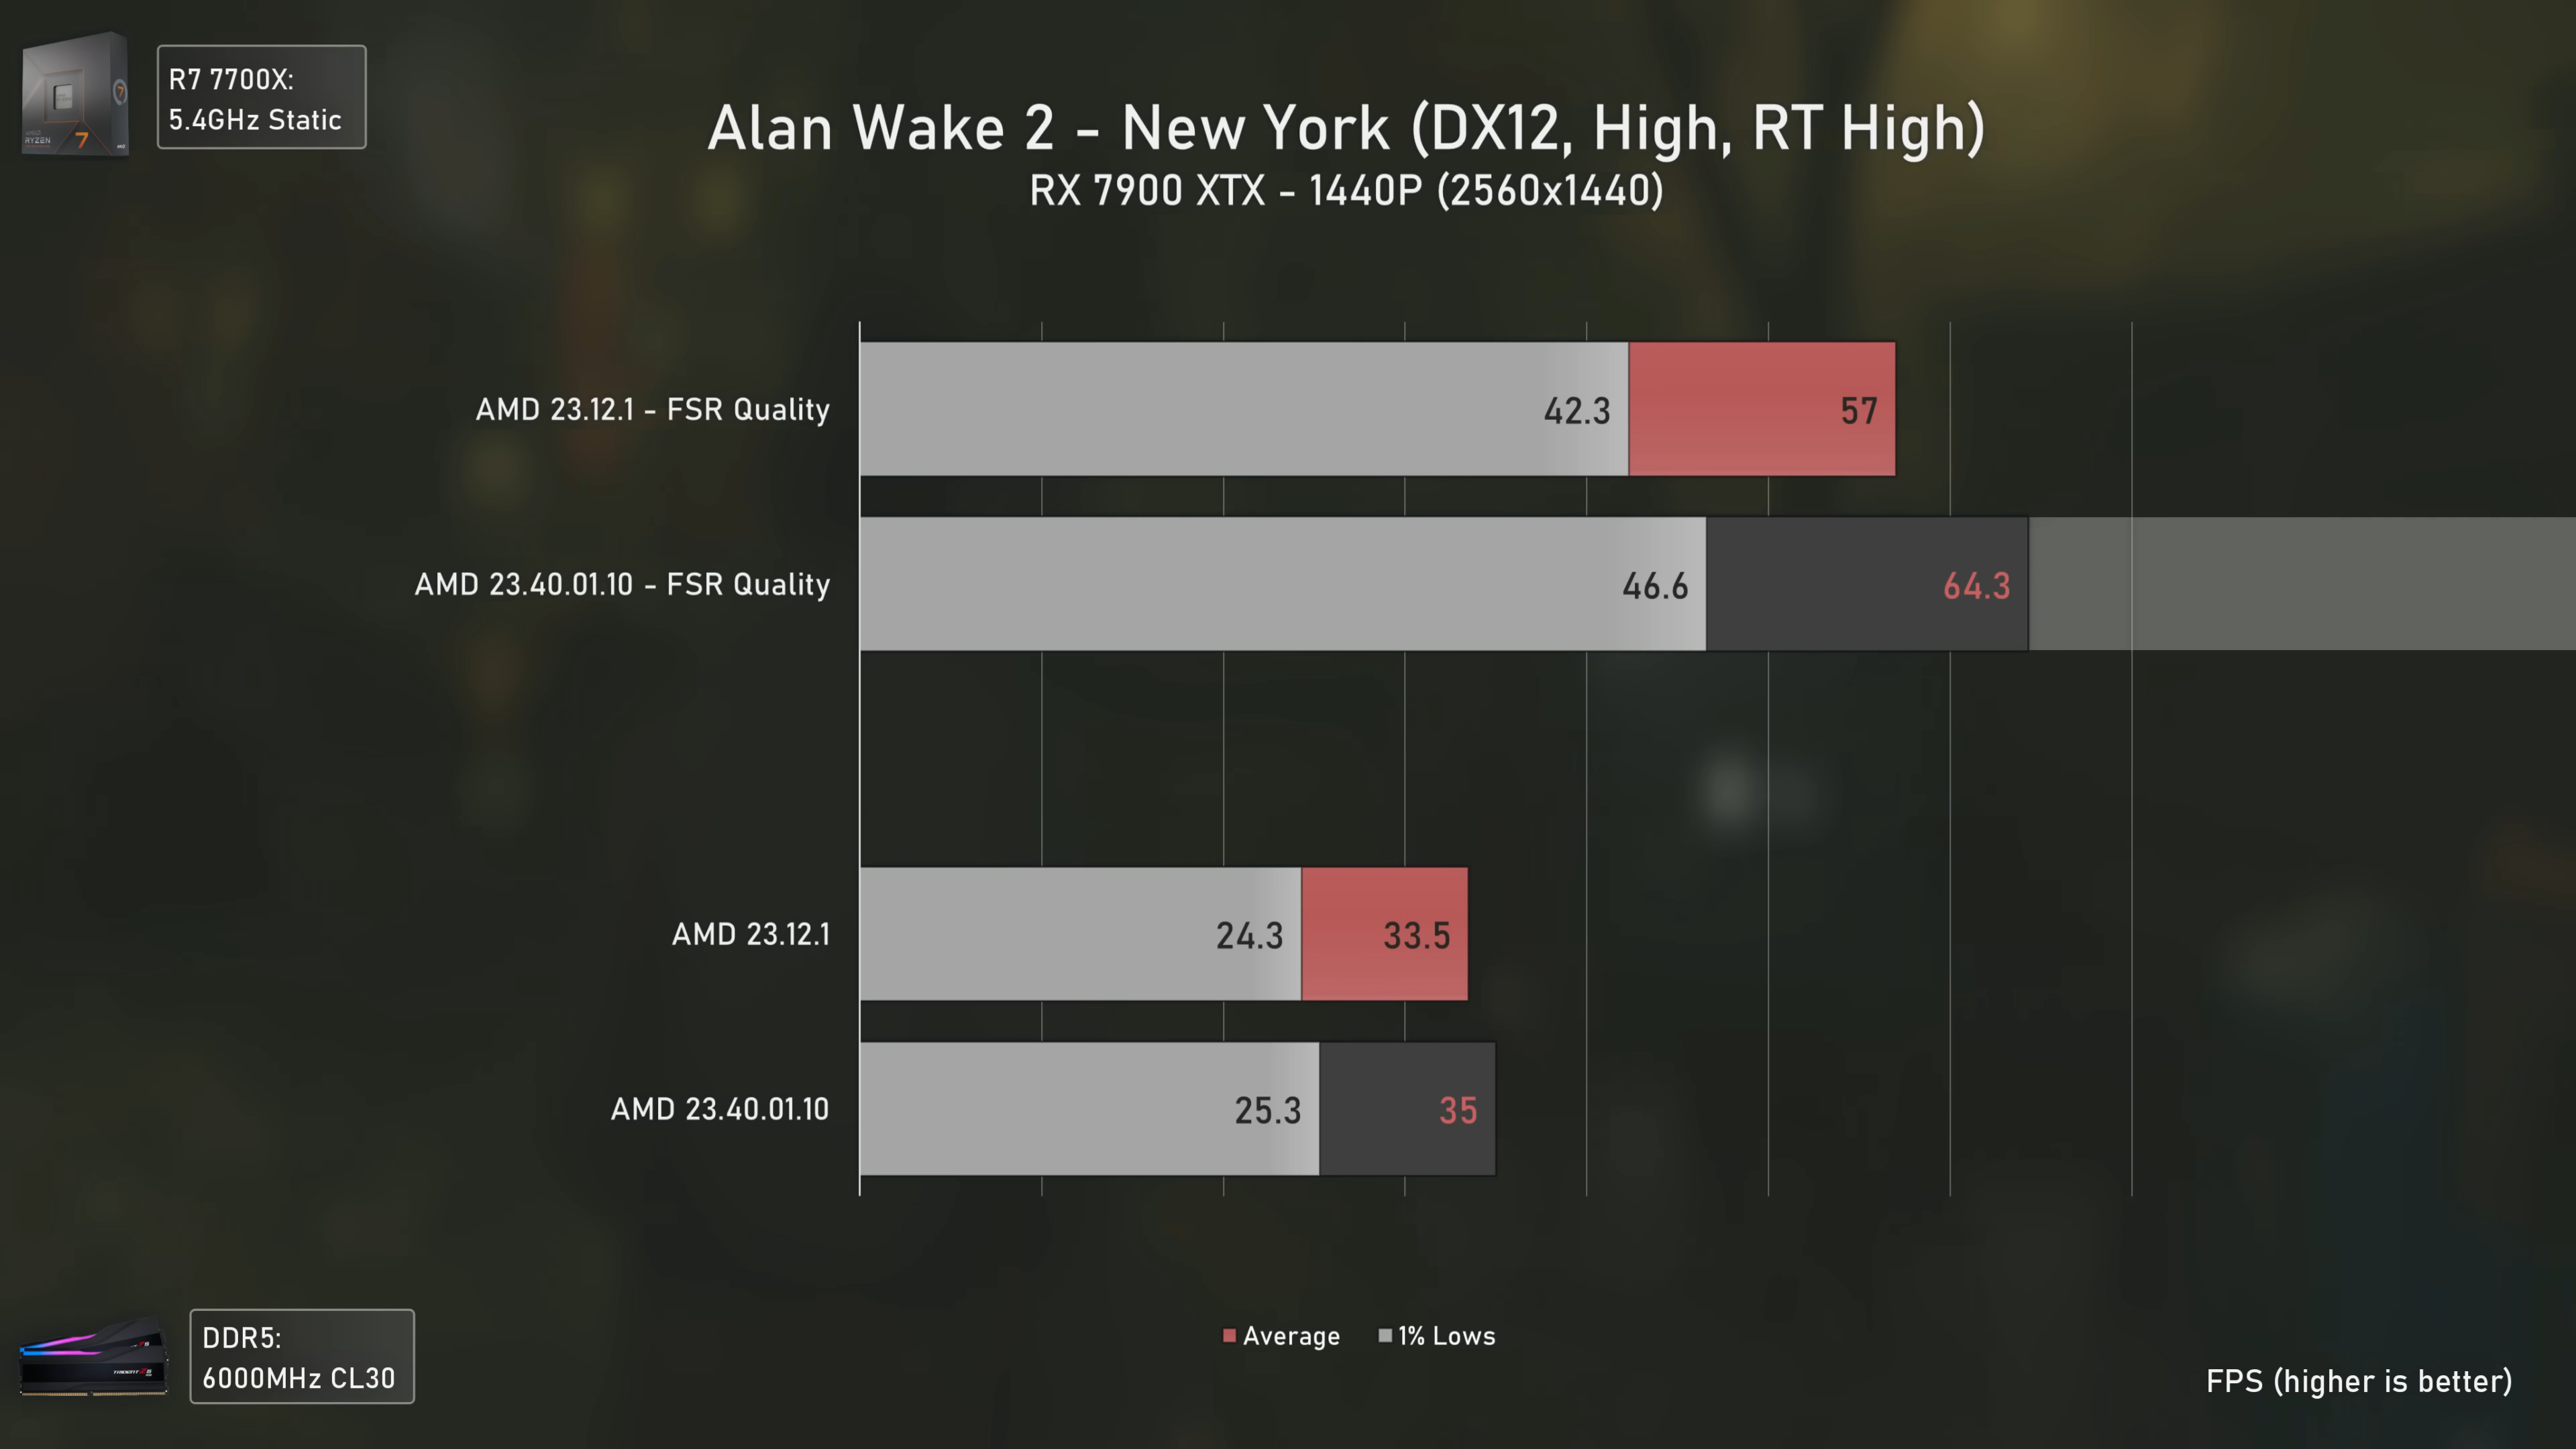 R7 7700X:
5.4GHz Static
AMD
RYZEN 7
Alan Wake 2 - New York (DX12, High, RT High)
RX 7900 XTX - 1440P (2560x1440)
AMD 23.12.1 - FSR Quality
42.3
57
AMD 23.40.01.10 - FSR Quality
46.6
64.3
AMD 23.12.1
24.3
33.5
AMD 23.40.01.10
25.3
35
Average
1% Lows
DDR5:
6000MHz CL30
FPS (higher is better)